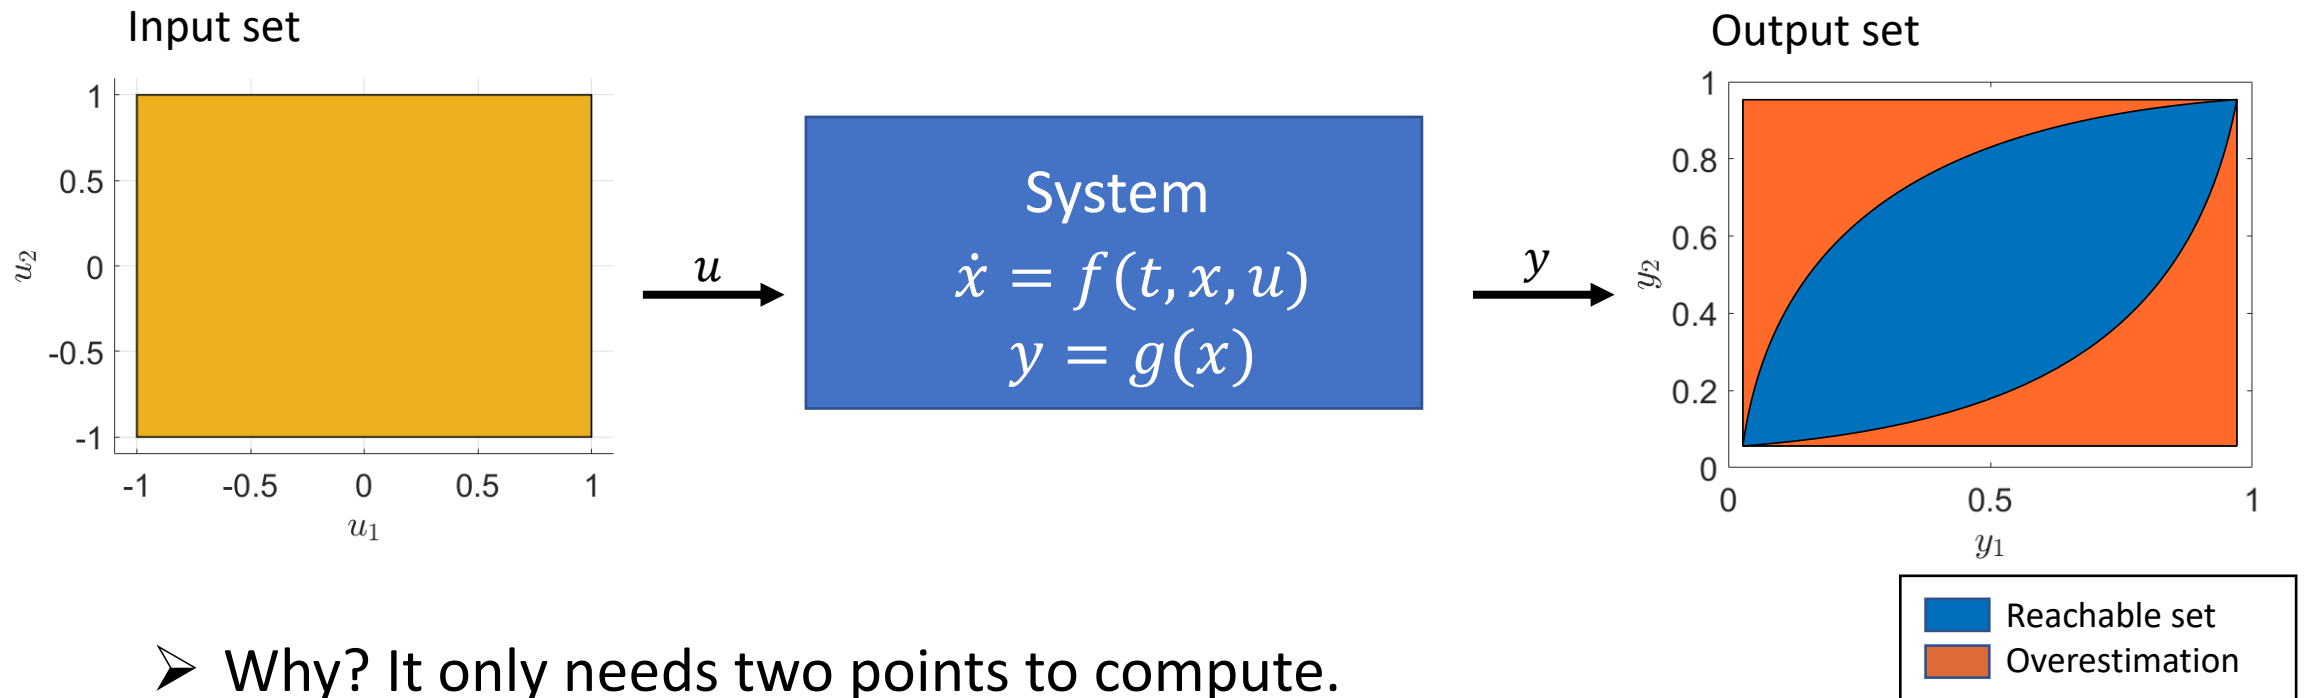 Input set
1
0.5
0
-0.5
-1
u₂
-1 -0.5 0 0.5 1
u₁
u
System
ẋ = f(t, x, u)
y = g(x)
y
Output set
1
0.8
0.6
0.4
0.2
0
y₂
0 0.5 1
y₁
Reachable set
Overestimation
➢ Why? It only needs two points to compute.